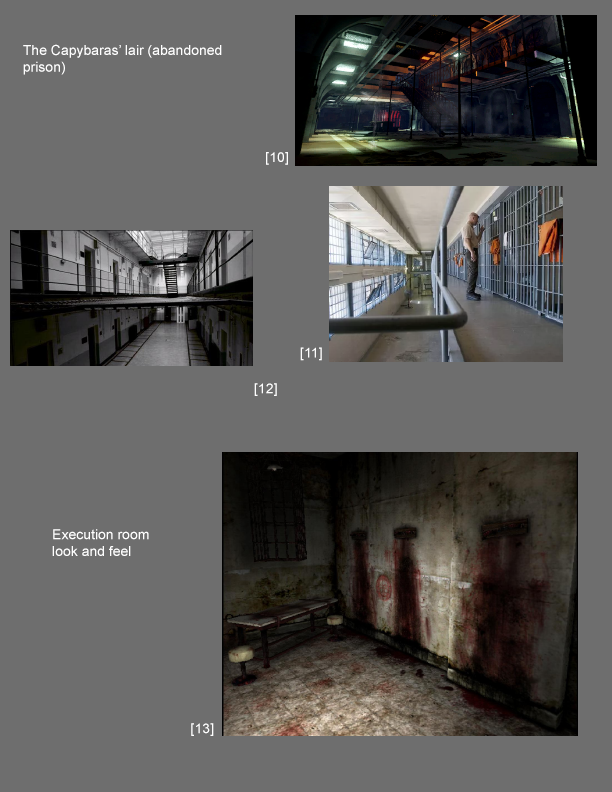 The Capybaras’ lair (abandoned
prison)
[10]
[11]
[12]
Execution room
look and feel
[13]